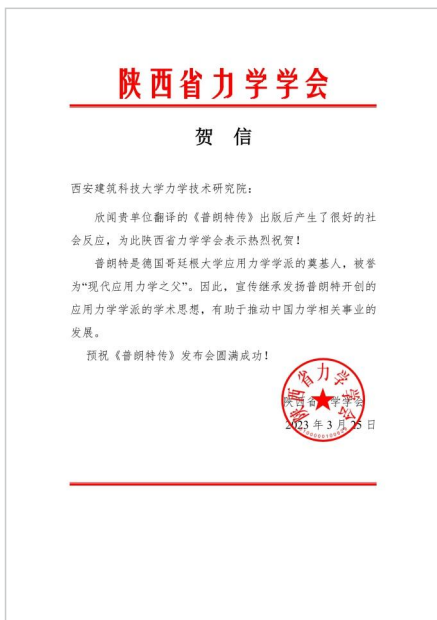 陕西省力学学会
贺 信
西安建筑科技大学力学技术研究院：
欣闻贵单位翻译的《普朗特传》出版后产生了很好的社
会反应，为此陕西省力学学会表示热烈祝贺！
普朗特是德国哥廷根大学应用力学学派的奠基人，被誉
为“现代应用力学之父”。因此，宣传继承发扬普朗特开创的
应用力学学派的学术思想，有助于推动中国力学相关事业的
发展。
预祝《普朗特传》发布会圆满成功！
陕西省力学学会
陕西省力学学会
2023 年 3 月 25 日